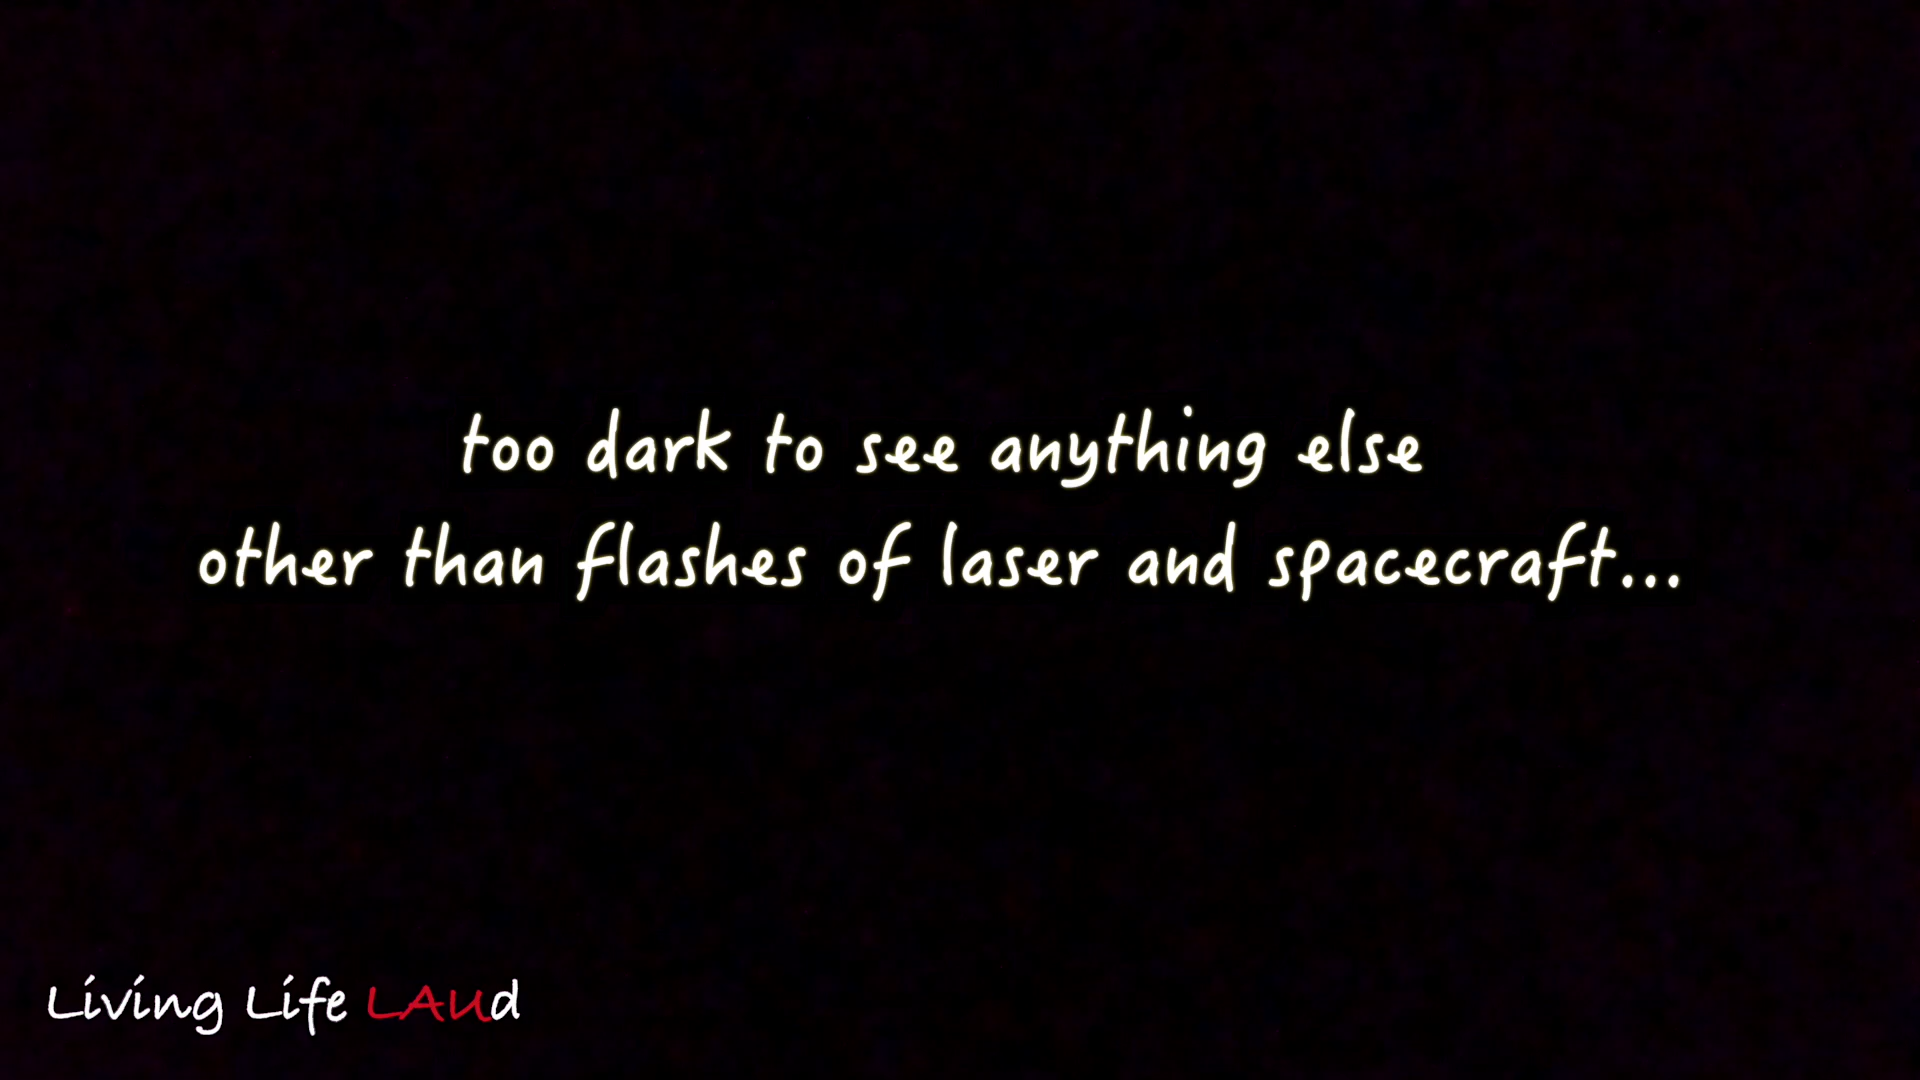 too dark to see anything else
other than flashes of laser and spacecraft...
Living Life LAUd